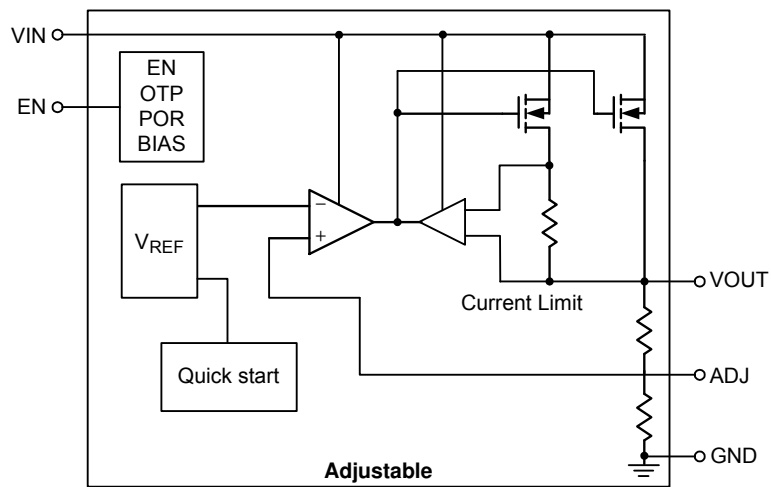 VIN
EN
EN
OTP
POR
BIAS
VREF
−
+
Current Limit
VOUT
Quick start
ADJ
GND
Adjustable